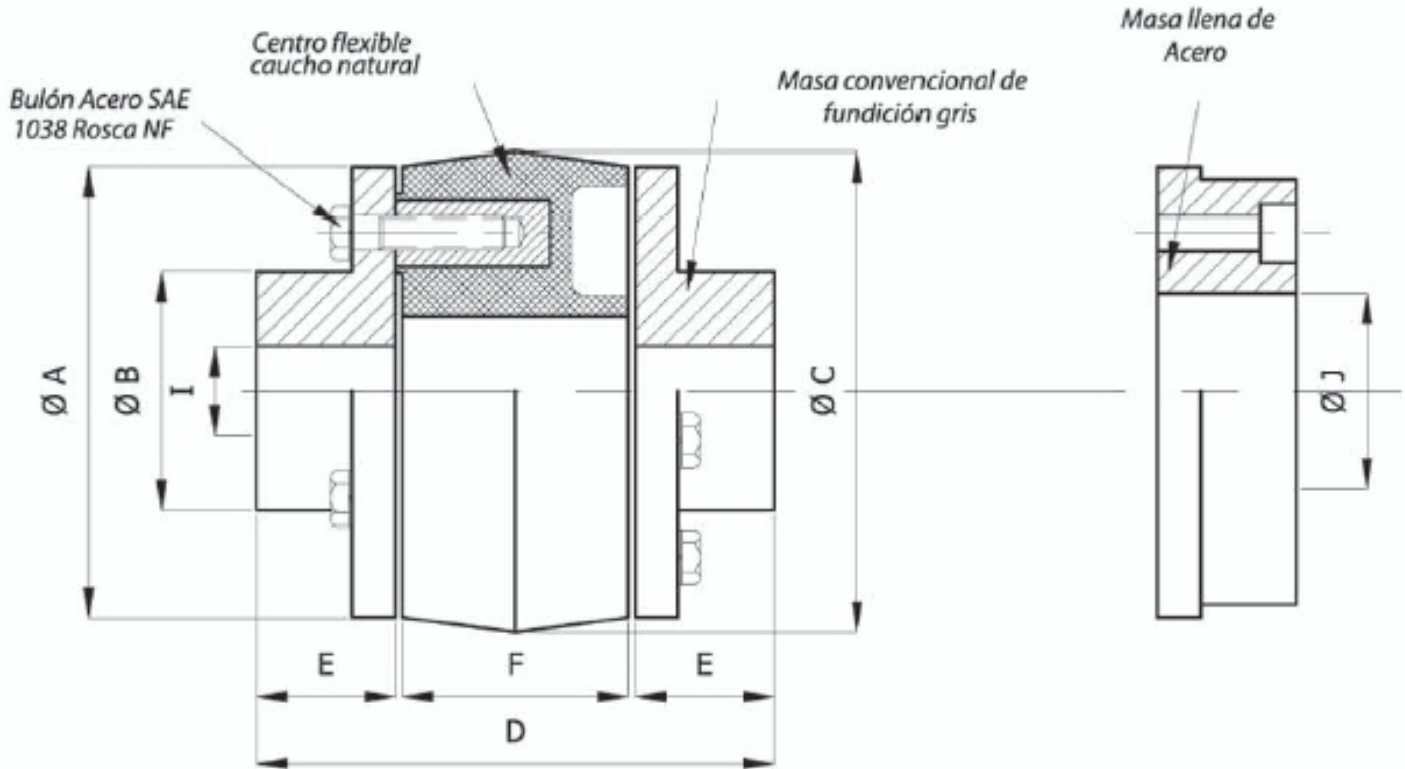 Centro flexible
caucho natural
Bulón Acero SAE
1038 Rosca NF
Masa convencional de
fundición gris
Masa llena de
Acero
Ø A
Ø B
I
Ø C
Ø J
E
F
E
D